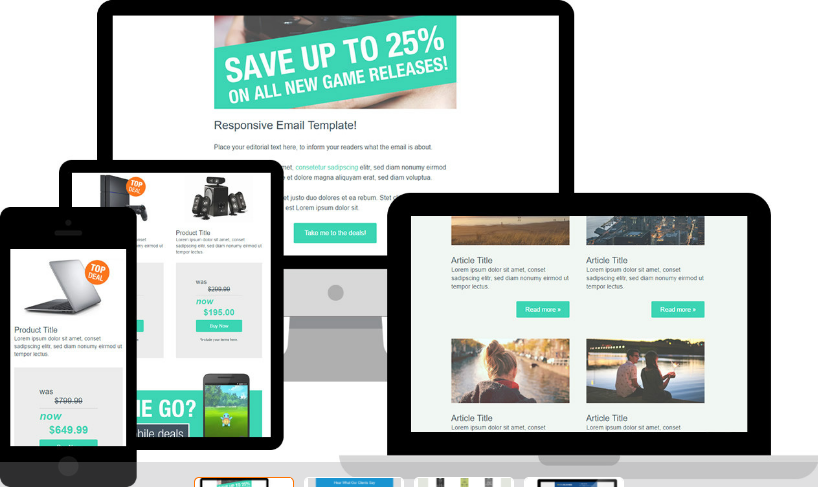 SAVE UP TO 25%
ON ALL NEW GAME RELEASES!
Responsive Email Template!
Place your editorial text here, to inform your readers what the email is about.
met, consetetur sadipscing elitr, sed diam nonumy eirmod
et dolore magna aliquyam erat, sed diam voluptua.
et justo duo dolores et ea rebum. Stet cl
est Lorem ipsum dolor sit.
Take me to the deals!
TOP
DEAL
Product Title
Lorem ipsum dolor sit amet, conset
sadipscing elitr, sed diam nonumy eirmod ut
tempor lectus.
was
$299.99
now
$195.00
Buy Now
NE GO?
bile deals
TOP
DEAL
Product Title
Lorem ipsum dolor sit amet, conset
sadipscing elitr, sed diam nonumy eirmod ut
tempor lectus.
was
$799.99
now
$649.99
Article Title
Lorem ipsum dolor sit amet, conset
sadipscing elitr, sed diam nonumy eirmod
tempor lectus.
Read more »
Article Title
Lorem ipsum dolor sit amet, conset
sadipscing elitr, sed diam nonumy eirmod
tempor lectus.
Read more »
Article Title
Lorem ipsum dolor sit amet, conset
Article Title
Lorem ipsum dolor sit amet, conset